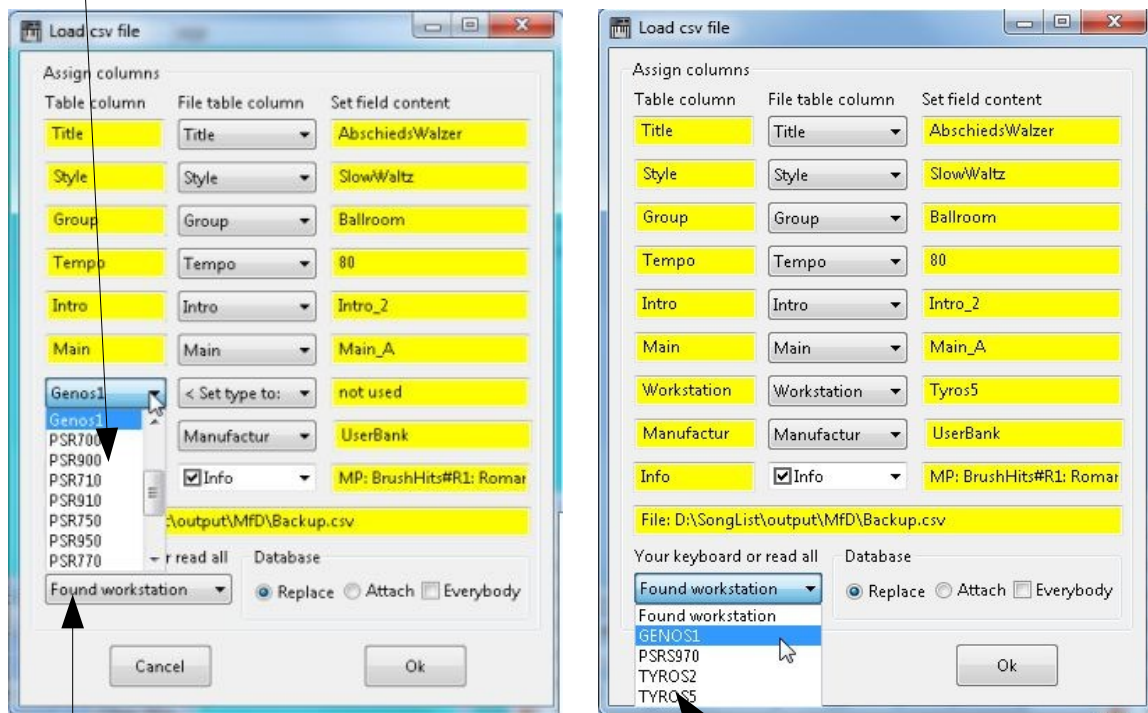 Load csv file
Assign columns
Table column File table column Set field content
Title Title AbschiedsWalzer
Style Style SlowWaltz
Group Group Ballroom
Tempo Tempo 80
Intro Intro Intro_2
Main Main Main_A
Genos1 < Set type to: not used
Genos1
PSR700
PSR900
PSR710
PSR910
PSR750
PSR950
PSR770
Manufactur UserBank
Info MP: BrushHits#R1: Romar
\output\MfD\Backup.csv
r read all Database
Found workstation Replace Attach Everybody
Cancel Ok
Load csv file
Assign columns
Table column File table column Set field content
Title Title AbschiedsWalzer
Style Style SlowWaltz
Group Group Ballroom
Tempo Tempo 80
Intro Intro Intro_2
Main Main Main_A
Workstation Workstation Tyros5
Manufactur Manufactur UserBank
Info Info MP: BrushHits#R1: Romar
File: D:\SongList\output\MfD\Backup.csv
Your keyboard or read all Database
Found workstation Replace Attach Everybody
Found workstation
GENOS1
PSRS970
TYROS2
TYROS5
Ok